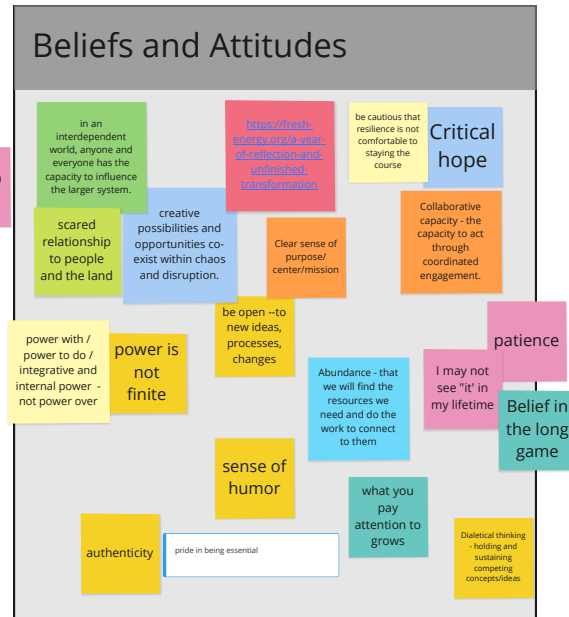 Beliefs and Attitudes
in an
interdependent
world, anyone and
everyone has the
capacity to influence
the larger system.
https://fresh-
energy.org/a-year-
of-reflection-and-
unfinished-
transformation
be cautious that
resilience is not
comfortable to
staying the
course
Critical
hope
scared
relationship
to people
and the land
creative
possibilities and
opportunities co-
exist within chaos
and disruption.
Clear sense of
purpose/
center/mission
Collaborative
capacity - the
capacity to act
through
coordinated
engagement.
be open --to
new ideas,
processes,
changes
power with /
power to do /
integrative and
internal power -
not power over
power is
not
finite
Abundance - that
we will find the
resources we
need and do the
work to connect
to them
patience
I may not
see "it' in
my lifetime
Belief in
the long
game
sense of
humor
what you
pay
attention to
grows
authenticity
pride in being essential
Dialetical thinking
- holding and
sustaining
competing
concepts/ideas